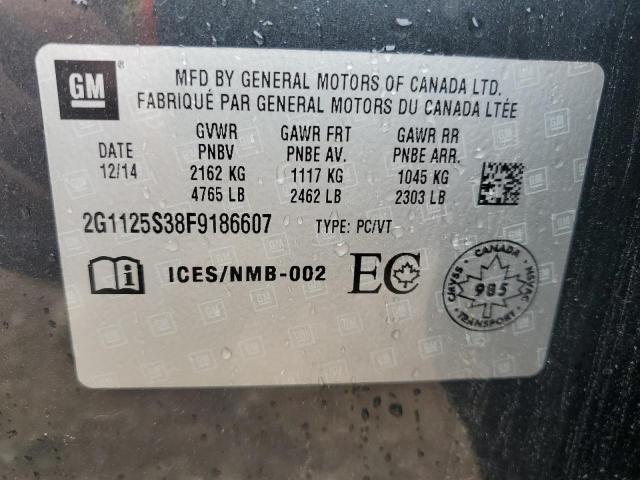 GM ®
MFD BY GENERAL MOTORS OF CANADA LTD.
FABRIQUÉ PAR GENERAL MOTORS DU CANADA LTÉE
GVWR GAWR FRT GAWR RR
DATE PNBV PNBE AV. PNBE ARR.
12/14 2162 KG 1117 KG 1045 KG
4765 LB 2462 LB 2303 LB
2G1125S38F9186607 TYPE: PC/VT
i ICES/NMB-002 EC
CANADA
CMVSS 985 NSVAC
TRANSPORT